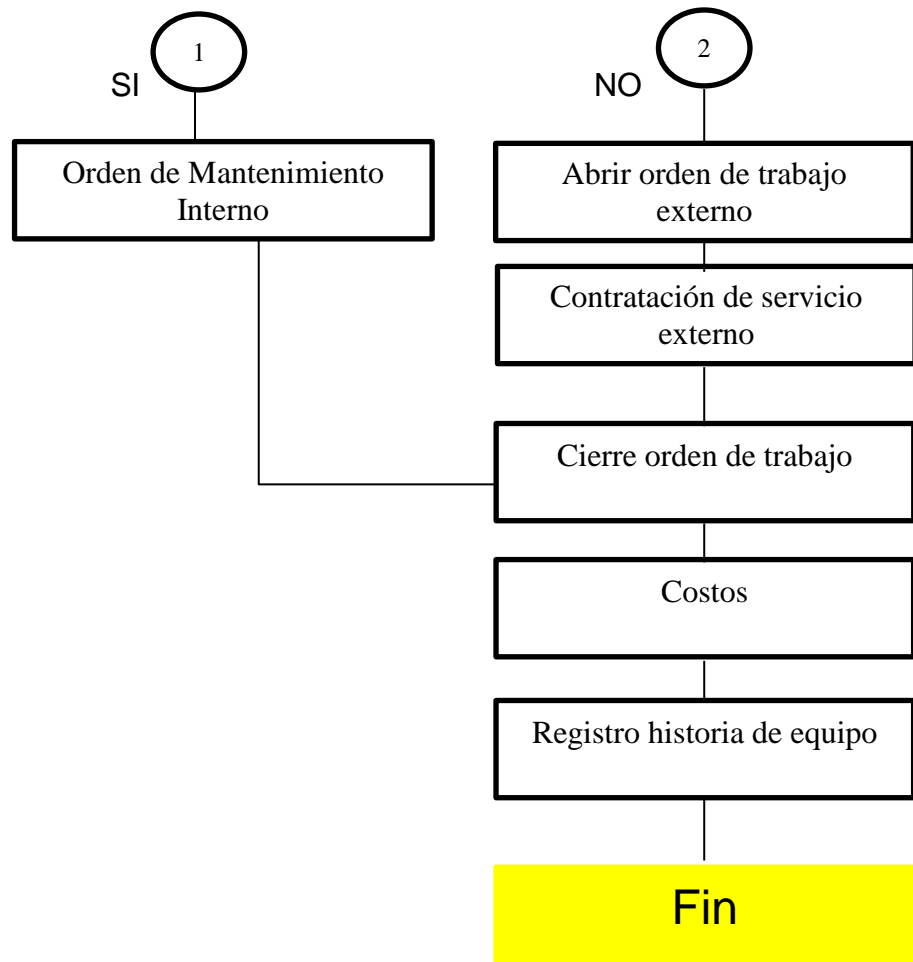 1
SI
Orden de Mantenimiento
Interno
2
NO
Abrir orden de trabajo
externo
Contratación de servicio
externo
Cierre orden de trabajo
Costos
Registro historia de equipo
Fin